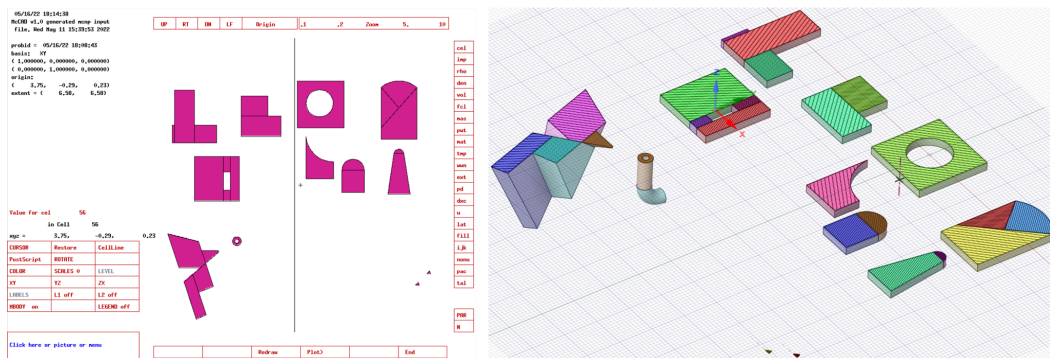 05/16/22 18:14:38
McCAD v1.0 generated mcnp input
file, Wed May 11 15:39:53 2022
probid = 05/16/22 18:08:43
basis: XY
( 1,000000, 0,000000, 0,000000)
( 0,000000, 1,000000, 0,000000)
origin:
( 3,75, -0,29, 0,23)
extent = ( 6,50, 6,50)
UP RT DN LF Origin .1 .2 Zoom 5. 10
cel
imp
rho
den
vol
fcl
mas
pwt
mat
tmp
wwn
ext
pd
dxc
u
lat
fill
ijk
nonu
pac
tal
PAR
N
Value for cel 56
in Cell 56
xyz = 3,75, -0,29, 0,23
CURSOR Restore CellLine
PostScript ROTATE
COLOR SCALES 0 LEVEL
XY YZ ZX
LABELS L1 off L2 off
MBODY on LEGEND off
Click here or picture or menu
Redraw Plot> End
Z
X